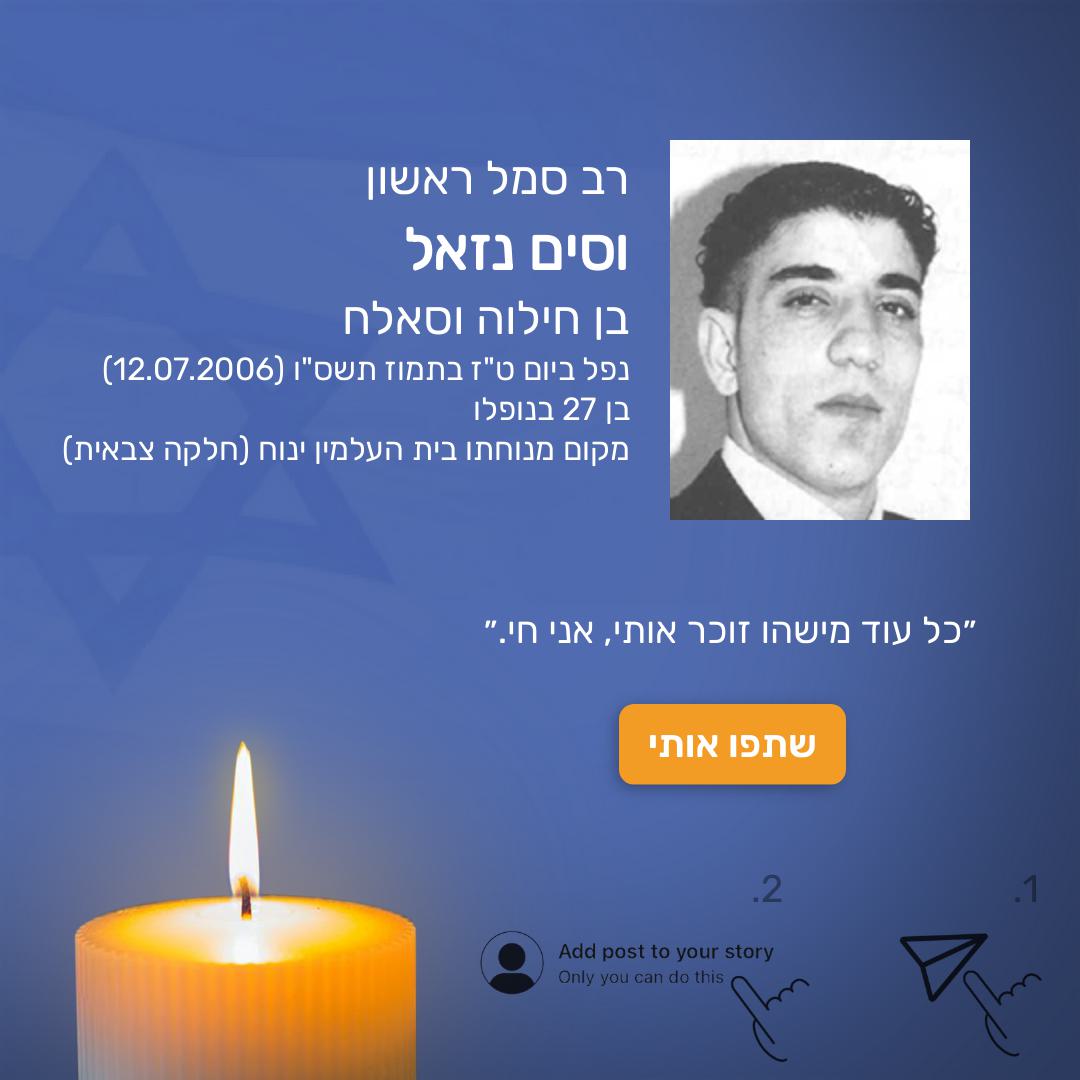 רב סמל ראשון
וסים נזאל
בן חילוה וסאלח
נפל ביום ט"ז בתמוז תשס"ו (12.07.2006)
בן 27 בנופלו
מקום מנוחתו בית העלמין ינוח (חלקה צבאית)
״כל עוד מישהו זוכר אותי, אני חי.״
שתפו אותי
.1
.2
Add post to your story
Only you can do this